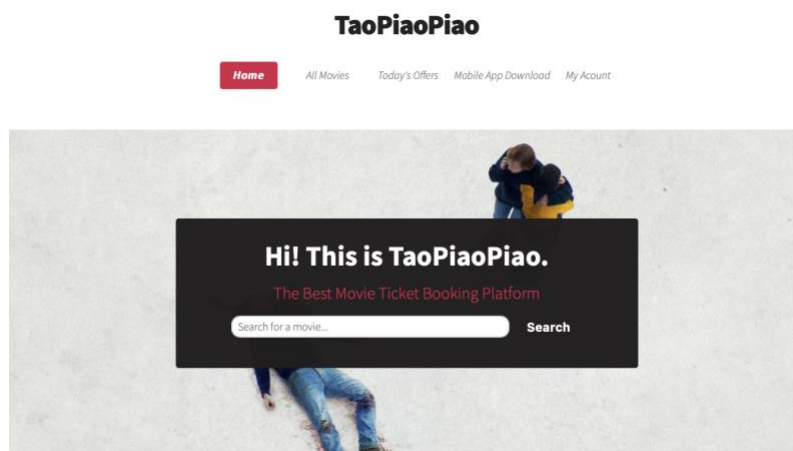 TaoPiaoPiao
Home All Movies Today's Offers Mobile App Download My Acount
Hi! This is TaoPiaoPiao.
The Best Movie Ticket Booking Platform
Search for a movie... Search